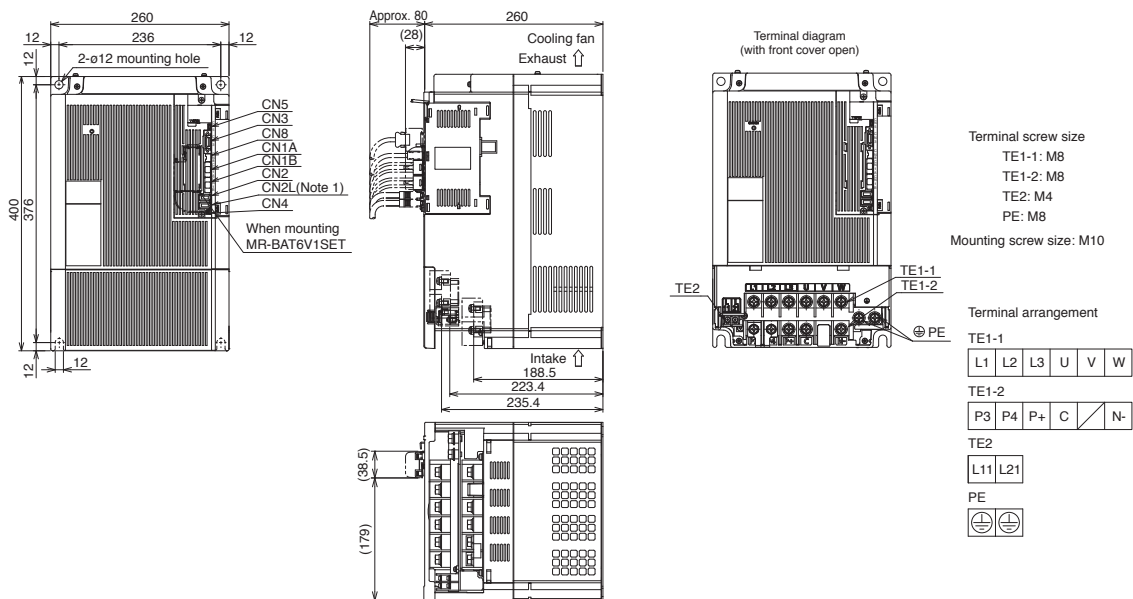 260
12
236
12
12
2-ø12 mounting hole
CN5
CN3
CN8
CN1A
CN1B
CN2
CN2L(Note 1)
CN4
When mounting
MR-BAT6V1SET
400
376
12
12
Approx. 80
260
(28)
Cooling fan
Exhaust
Intake
188.5
223.4
235.4
(38.5)
(179)
Terminal diagram
(with front cover open)
TE2
L1 L2 L3 U V W
TE1-1
TE1-2
PE
Terminal screw size
TE1-1: M8
TE1-2: M8
TE2: M4
PE: M8
Mounting screw size: M10
Terminal arrangement
TE1-1
L1 L2 L3 U V W
TE1-2
P3 P4 P+ C N-
TE2
L11 L21
PE